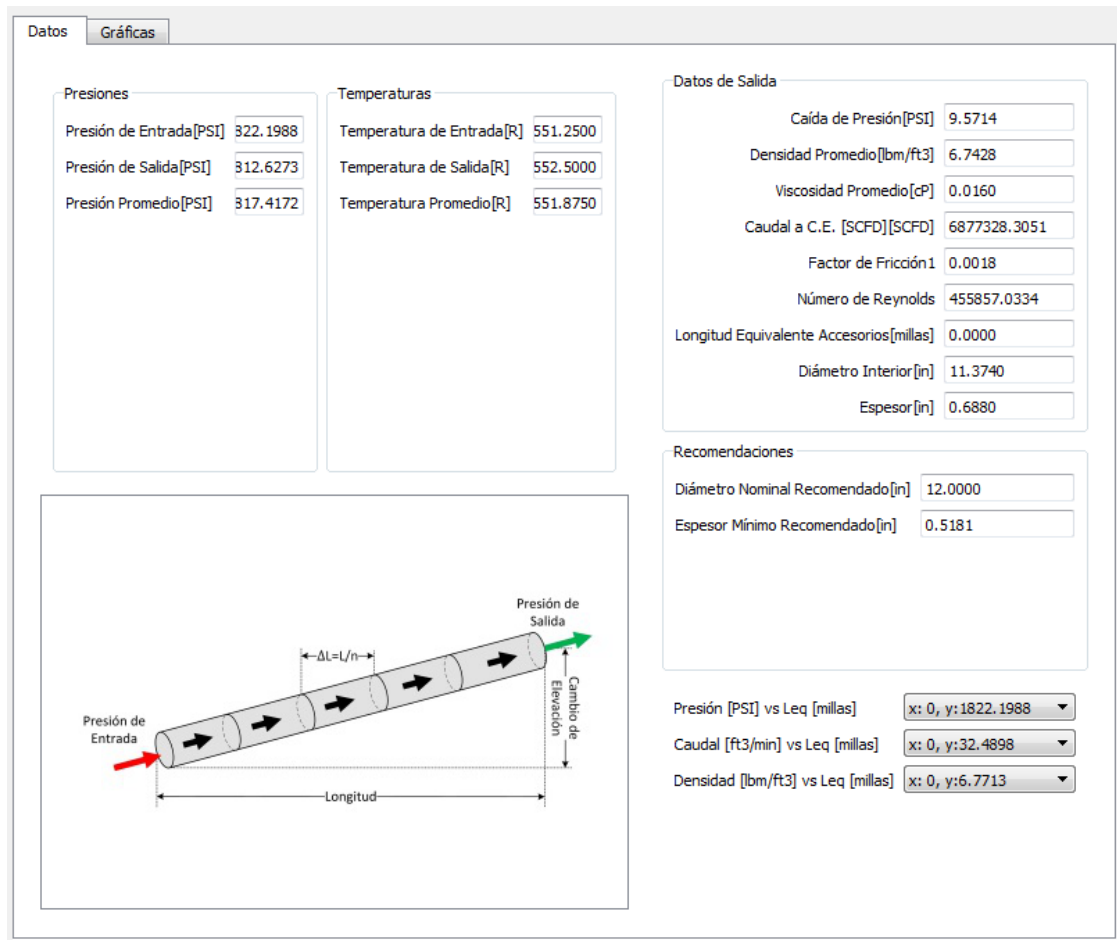 Datos
Gráficas
Presiones
Presión de Entrada[PSI] 822.1988
Presión de Salida[PSI] 812.6273
Presión Promedio[PSI] 817.4172
Temperaturas
Temperatura de Entrada[R] 551.2500
Temperatura de Salida[R] 552.5000
Temperatura Promedio[R] 551.8750
Datos de Salida
Caída de Presión[PSI] 9.5714
Densidad Promedio[lbm/ft3] 6.7428
Viscosidad Promedio[cP] 0.0160
Caudal a C.E. [SCFD][SCFD] 6877328.3051
Factor de Fricción1 0.0018
Número de Reynolds 455857.0334
Longitud Equivalente Accesorios[millas] 0.0000
Diámetro Interior[in] 11.3740
Espesor[in] 0.6880
Recomendaciones
Diámetro Nominal Recomendado[in] 12.0000
Espesor Mínimo Recomendado[in] 0.5181
Presión de
Salida
ΔL=L/n
Cambio de
Elevación
Presión de
Entrada
Longitud
Presión [PSI] vs Leq [millas] x: 0, y:1822.1988
Caudal [ft3/min] vs Leq [millas] x: 0, y:32.4898
Densidad [lbm/ft3] vs Leq [millas] x: 0, y:6.7713